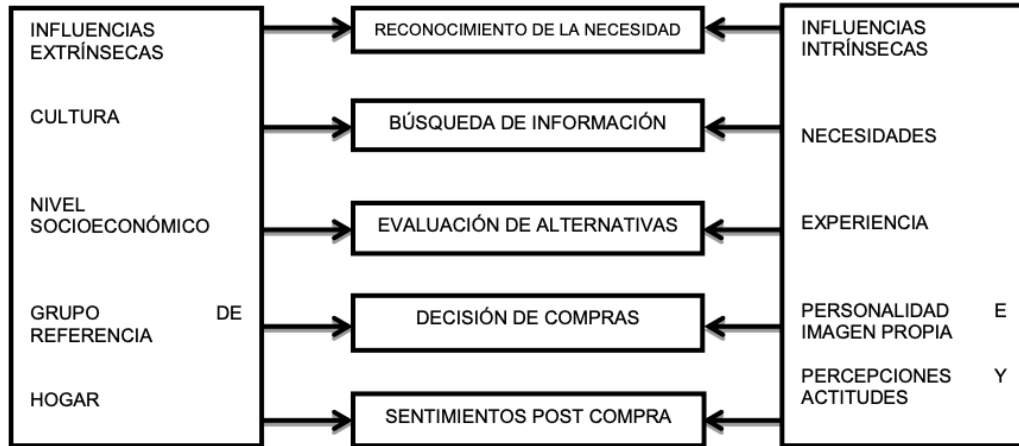 INFLUENCIAS
EXTRÍNSECAS
CULTURA
NIVEL
SOCIOECONÓMICO
GRUPO DE
REFERENCIA
HOGAR
RECONOCIMIENTO DE LA NECESIDAD
BÚSQUEDA DE INFORMACIÓN
EVALUACIÓN DE ALTERNATIVAS
DECISIÓN DE COMPRAS
SENTIMIENTOS POST COMPRA
INFLUENCIAS
INTRÍNSECAS
NECESIDADES
EXPERIENCIA
PERSONALIDAD E
IMAGEN PROPIA
PERCEPCIONES Y
ACTITUDES